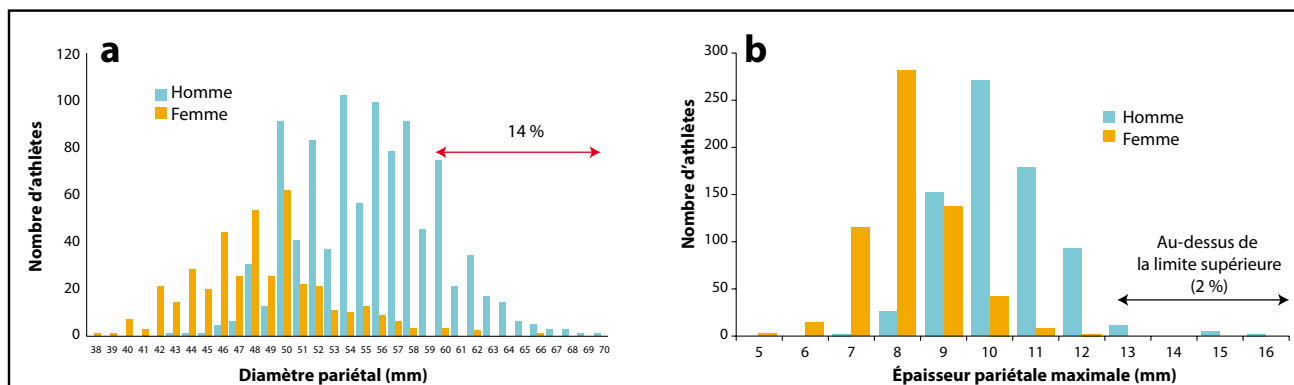 a
Nombre d'athlètes
120
100
80
60
40
20
0
Homme
Femme
14 %
38 39 40 41 42 43 44 45 46 47 48 49 50 51 52 53 54 55 56 57 58 59 60 61 62 63 64 65 66 67 68 69 70
Diamètre pariétal (mm)
b
Nombre d'athlètes
300
250
200
150
100
50
0
Homme
Femme
Au-dessus de
la limite supérieure
(2 %)
5 6 7 8 9 10 11 12 13 14 15 16
Épaisseur pariétale maximale (mm)